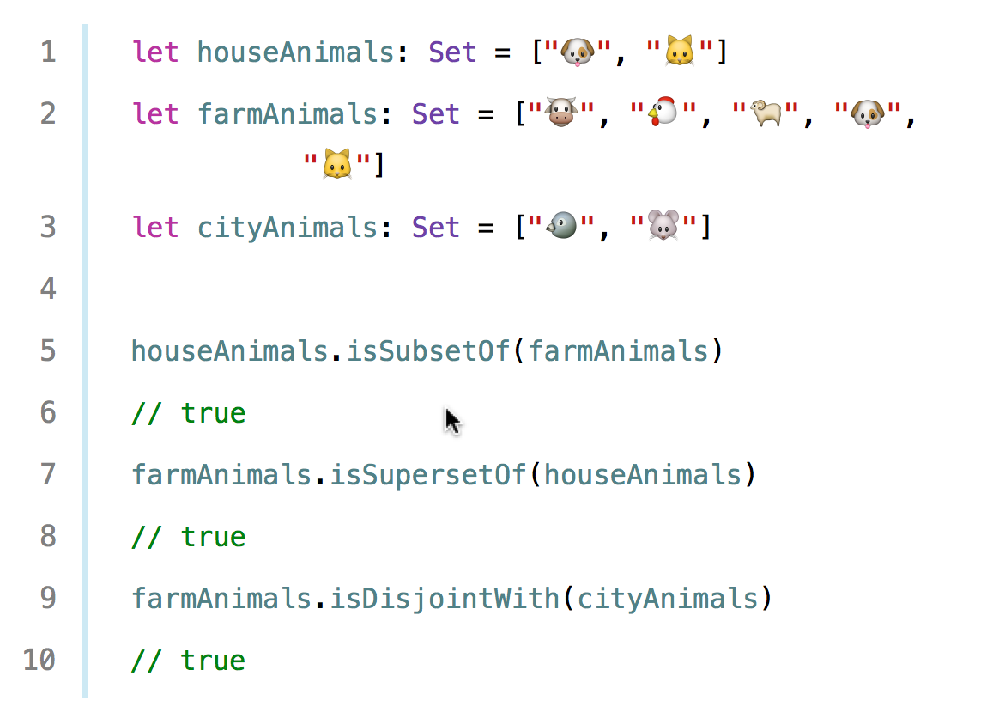 1 let houseAnimals: Set = ["🐶", "🐱"]
2 let farmAnimals: Set = ["🐮", "🐔", "🐏", "🐶",
"🐱"]
3 let cityAnimals: Set = ["🐦", "🐭"]
4
5 houseAnimals.isSubsetOf(farmAnimals)
6 // true
7 farmAnimals.isSupersetOf(houseAnimals)
8 // true
9 farmAnimals.isDisjointWith(cityAnimals)
10 // true